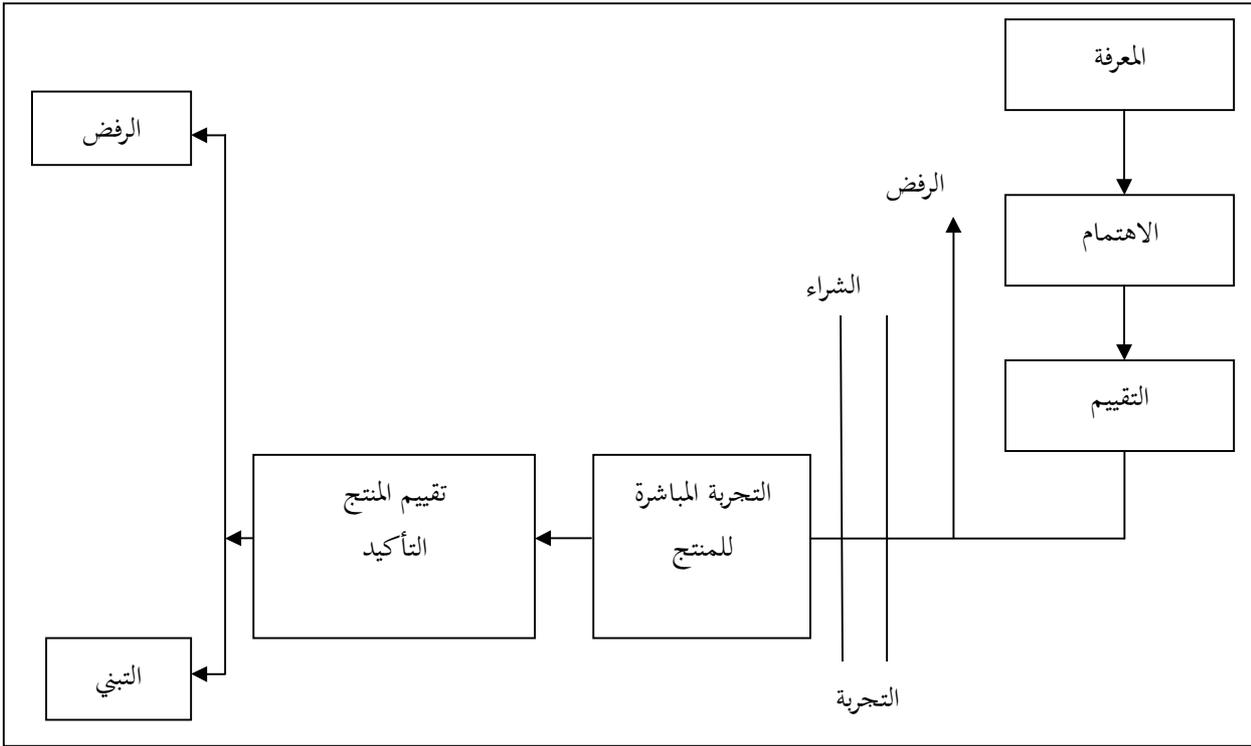 المعرفة
الاهتمام
التقييم
الرفض
الشراء
التجربة
التجربة المباشرة
للمنتج
تقييم المنتج
التأكيد
الرفض
التبني